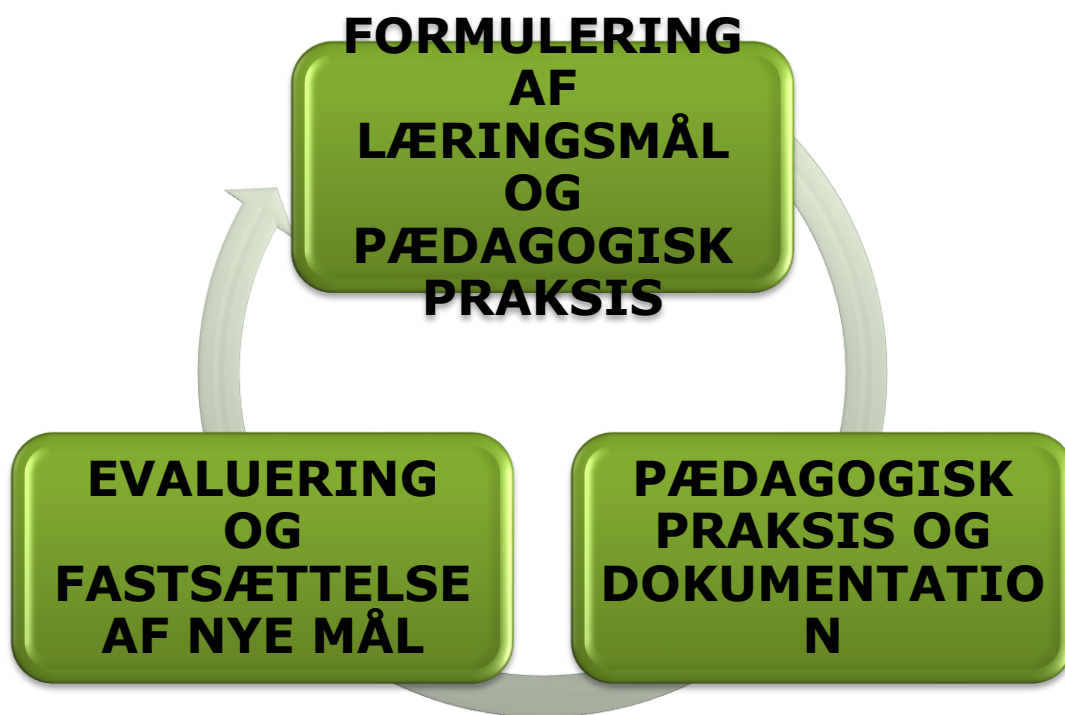 FORMULERING
AF
LÆRINGSMÅL
OG
PÆDAGOGISK
PRAKSIS
EVALUERING
OG
FASTSÆTTELSE
AF NYE MÅL
PÆDAGOGISK
PRAKSIS OG
DOKUMENTATIO
N